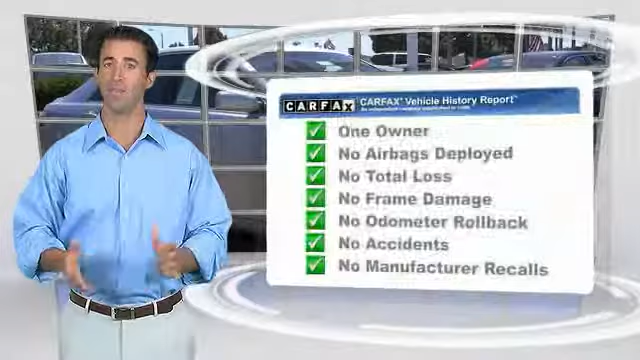 CARFAX CARFAX Vehicle History Report™
One Owner
No Airbags Deployed
No Total Loss
No Frame Damage
No Odometer Rollback
No Accidents
No Manufacturer Recalls